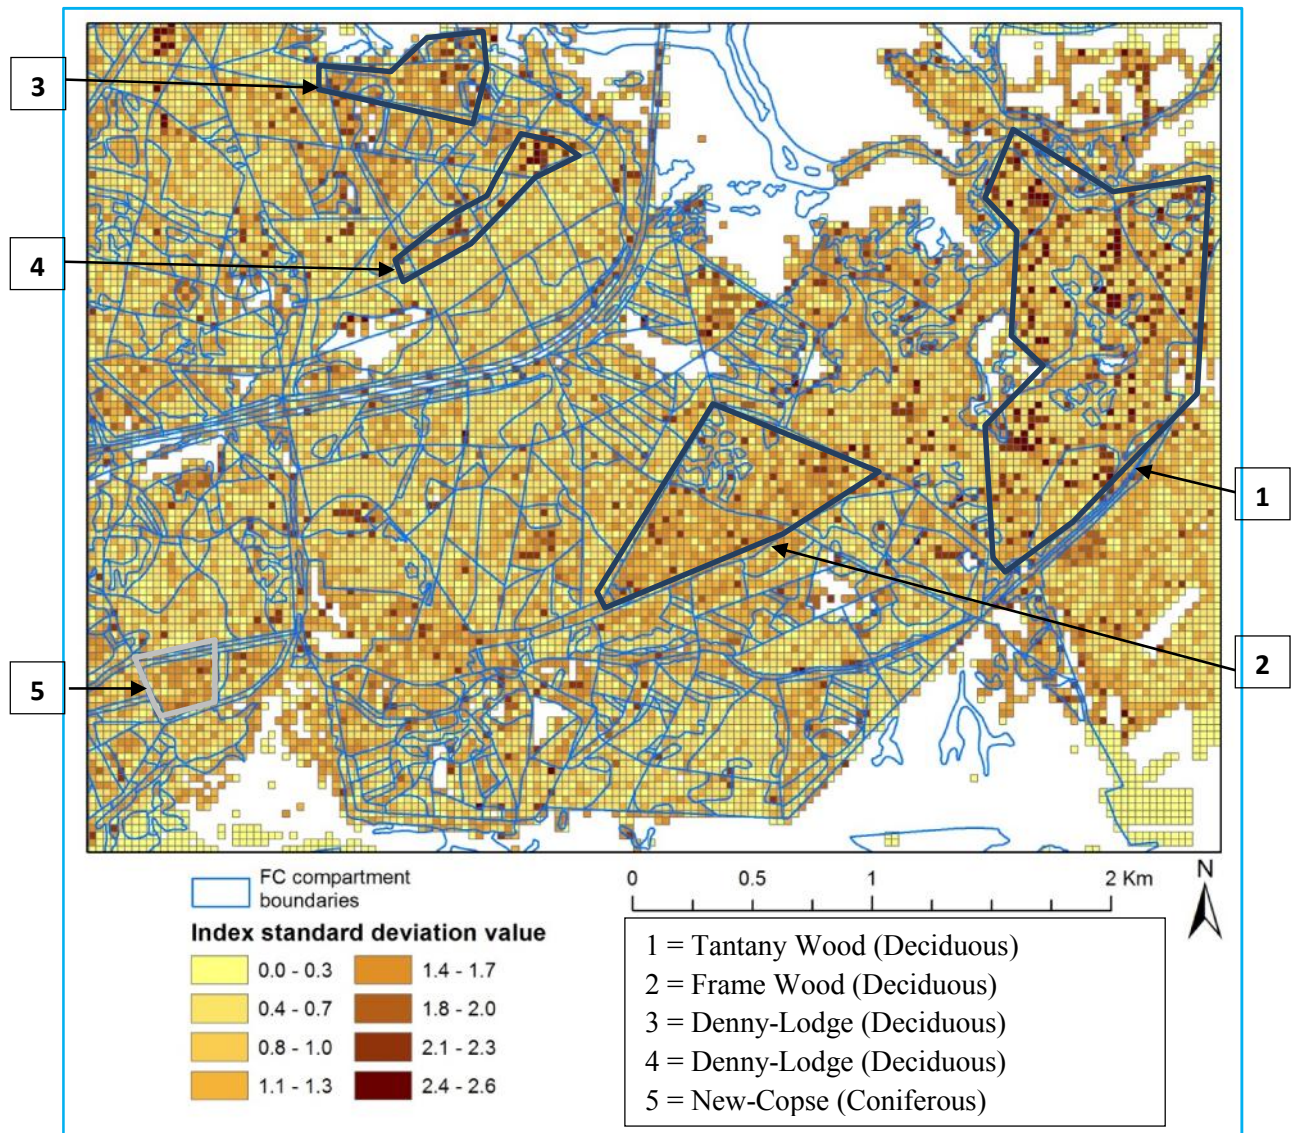 3
4
5
1
2
FC compartment
boundaries
Index standard deviation value
0.0 - 0.3
0.4 - 0.7
0.8 - 1.0
1.1 - 1.3
1.4 - 1.7
1.8 - 2.0
2.1 - 2.3
2.4 - 2.6
0 0.5 1 2 Km
N
1 = Tantany Wood (Deciduous)
2 = Frame Wood (Deciduous)
3 = Denny-Lodge (Deciduous)
4 = Denny-Lodge (Deciduous)
5 = New-Copse (Coniferous)